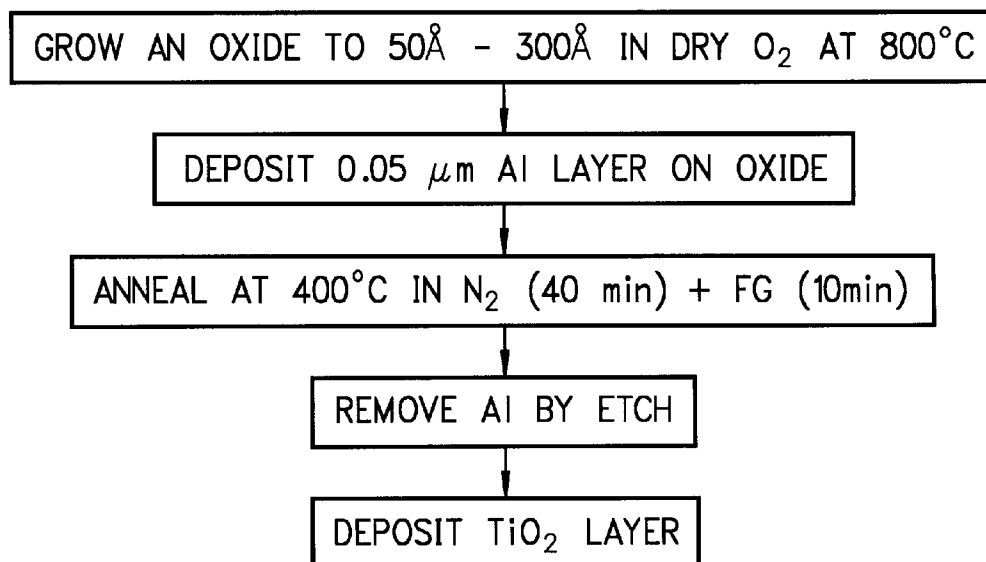 GROW AN OXIDE TO 50Å - 300Å IN DRY O₂ AT 800°C
DEPOSIT 0.05 μm Al LAYER ON OXIDE
ANNEAL AT 400°C IN N₂ (40 min) + FG (10min)
REMOVE Al BY ETCH
DEPOSIT TiO₂ LAYER